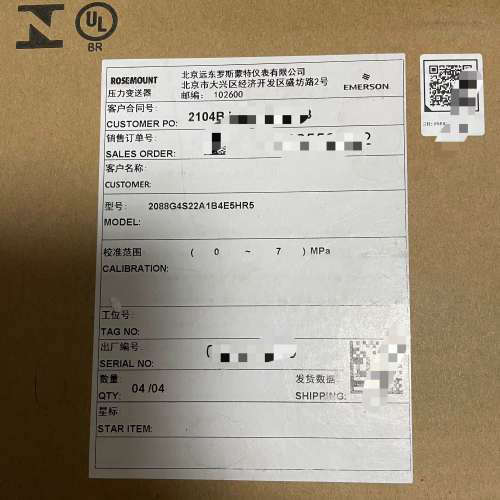 UL
BR
ROSEMOUNT
压力变送器
北京远东罗斯蒙特仪表有限公司
北京市大兴区经济开发区盛坊路2号
邮编: 102600
EMERSON
客户合同号:
CUSTOMER PO: 2104B
销售订单号:
SALES ORDER:
客户名称:
CUSTOMER:
型号: 2088G4S22A1B4E5HR5
MODEL:
校准范围: ( 0 ~ 7 ) MPa
CALIBRATION:
工位号:
TAG NO:
出厂编号:
SERIAL NO:
数量: 发货数据
QTY: 04 /04 SHIPPING:
星标:
STAR ITEM: